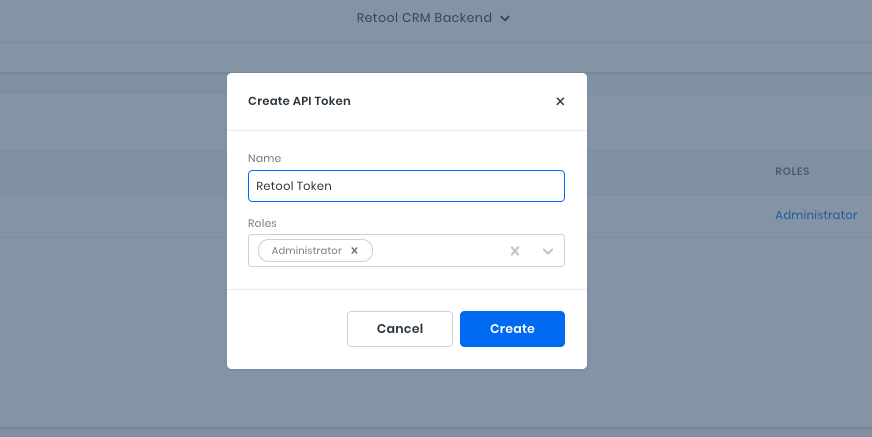 Retool CRM Backend
Create API Token
Name
Retool Token
ROLES
Administrator
Roles
Administrator
Cancel
Create